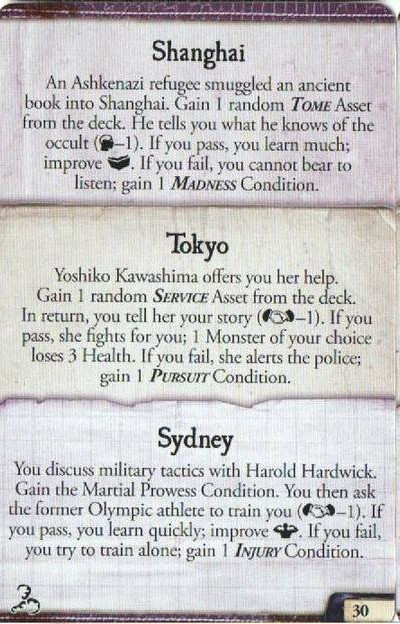 Shanghai
An Ashkenazi refugee smuggled an ancient
book into Shanghai. Gain 1 random TOME Asset
from the deck. He tells you what he knows of the
occult (–1). If you pass, you learn much;
improve . If you fail, you cannot bear to
listen; gain 1 MADNESS Condition.
Tokyo
Yoshiko Kawashima offers you her help.
Gain 1 random SERVICE Asset from the deck.
In return, you tell her your story (–1). If you
pass, she fights for you; 1 Monster of your choice
loses 3 Health. If you fail, she alerts the police;
gain 1 PURSUIT Condition.
Sydney
You discuss military tactics with Harold Hardwick.
Gain the Martial Prowess Condition. You then ask
the former Olympic athlete to train you (–1). If
you pass, you learn quickly; improve . If you fail,
you try to train alone; gain 1 INJURY Condition.
30